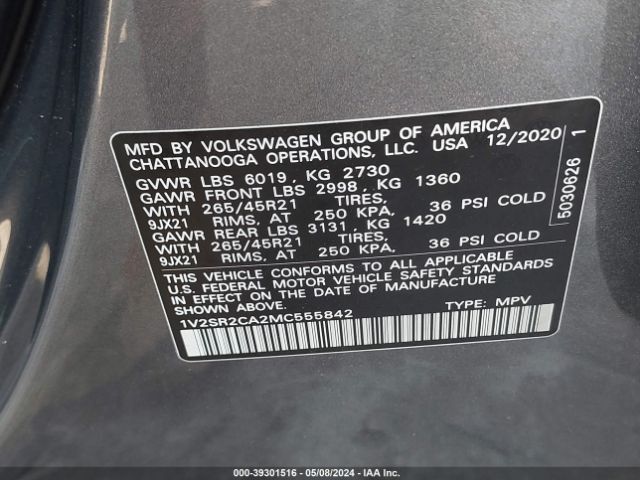 MFD BY VOLKSWAGEN GROUP OF AMERICA
CHATTANOOGA OPERATIONS, LLC. USA 12/2020
GVWR LBS 6019, KG 2730
GAWR FRONT LBS 2998, KG 1360
WITH 265/45R21 TIRES,
9JX21 RIMS, AT 250 KPA, 36 PSI COLD
GAWR REAR LBS 3131, KG 1420
WITH 265/45R21 TIRES,
9JX21 RIMS, AT 250 KPA, 36 PSI COLD
THIS VEHICLE CONFORMS TO ALL APPLICABLE
U.S. FEDERAL MOTOR VEHICLE SAFETY STANDARDS
IN EFFECT ON THE DATE OF MANUFACTURE
SHOWN ABOVE.
1V2SR2CA2MC555842 TYPE: MPV
5030626 1
000-39301516 - 05/08/2024 - IAA Inc.